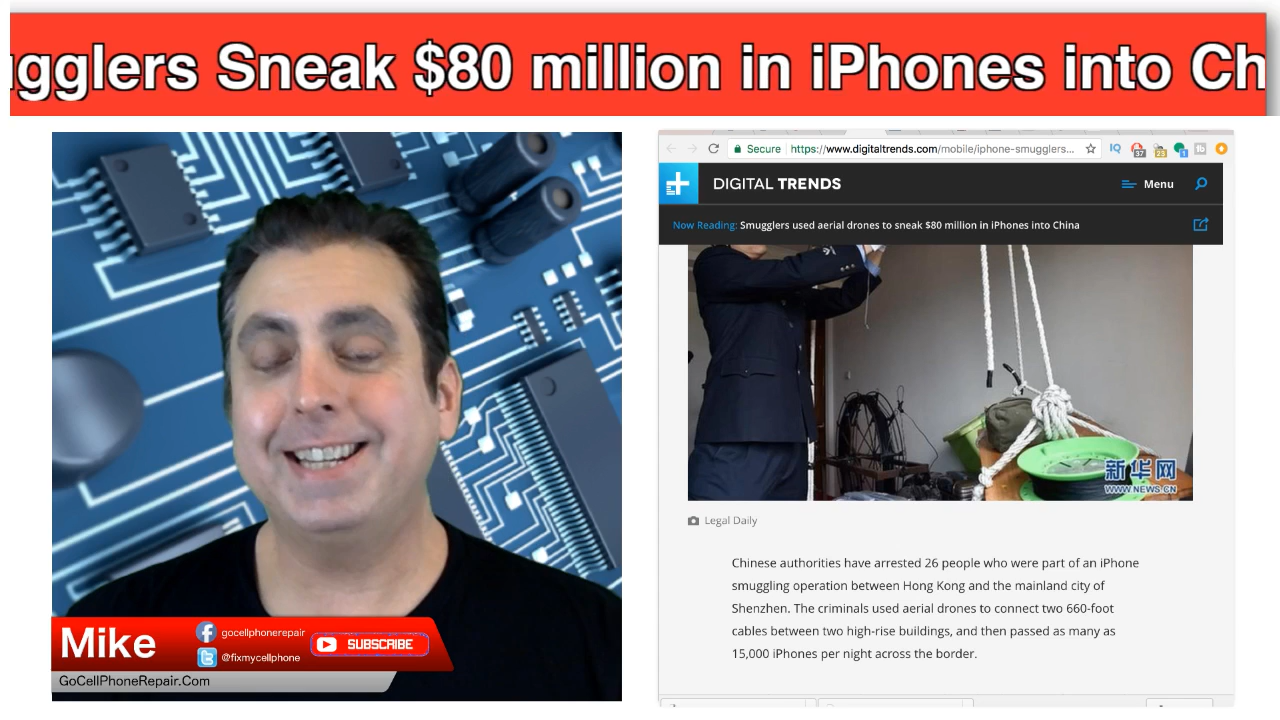 gglers Sneak $80 million in iPhones into Ch
Secure https://www.digitaltrends.com/mobile/iphone-smugglers...
IQ
37
23
1
DIGITAL TRENDS
Menu
Now Reading: Smugglers used aerial drones to sneak $80 million in iPhones into China
新华网
WWW.NEWS.CN
Legal Daily
Chinese authorities have arrested 26 people who were part of an iPhone
smuggling operation between Hong Kong and the mainland city of
Shenzhen. The criminals used aerial drones to connect two 660-foot
cables between two high-rise buildings, and then passed as many as
15,000 iPhones per night across the border.
Mike
gocellphonerepair
@fixmycellphone
SUBSCRIBE
GoCellPhoneRepair.Com